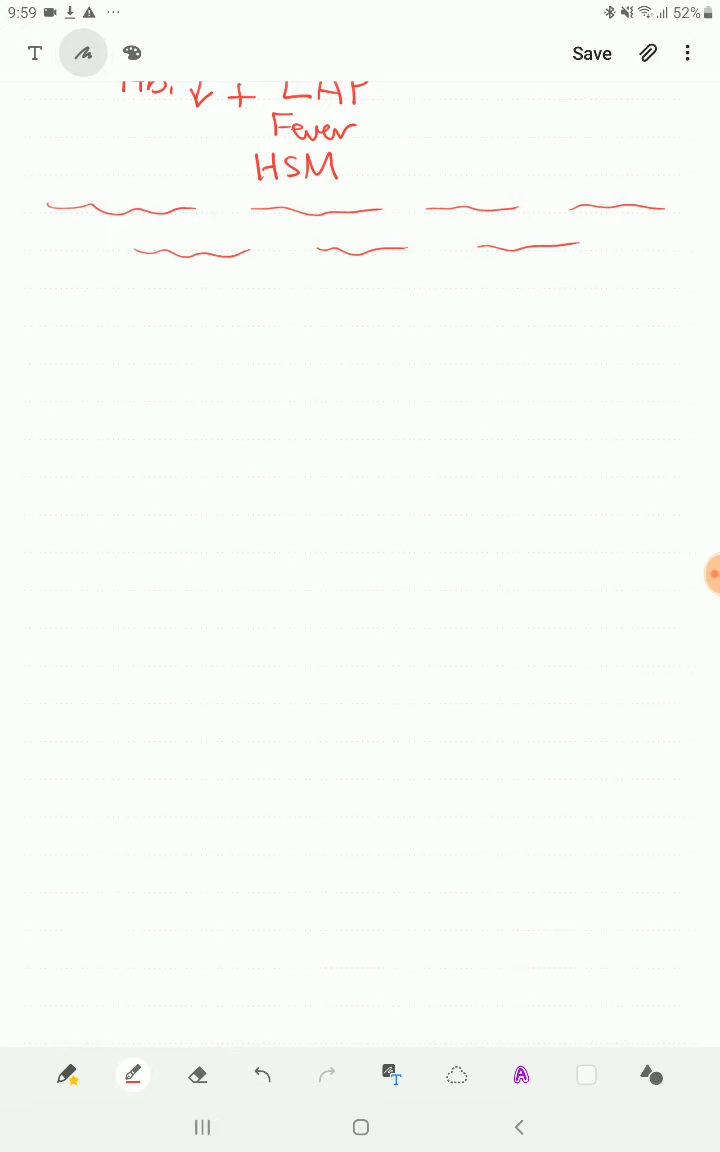 9:59 ... 52%
T Save
↓ + LAP
Fever
HSM
T A